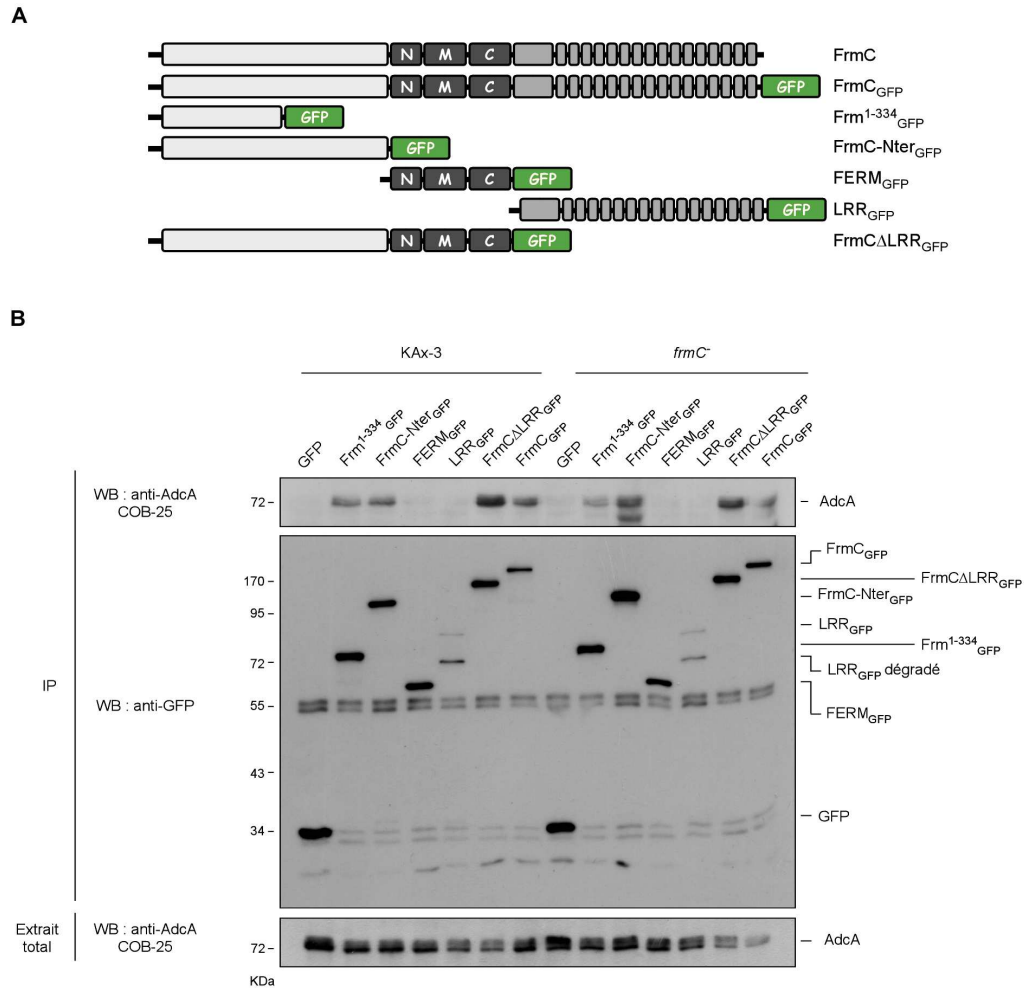 A
N M C FrmC
N M C GFP FrmCGFP
GFP Frm1-334GFP
GFP FrmC-NterGFP
N M C GFP FERMGFP
GFP LRRGFP
N M C GFP FrmCΔLRRGFP
B
KAx-3 frmC-
GFP Frm1-334 GFP FrmC-NterGFP FERMGFP LRRGFP FrmCΔLRRGFP FrmCGFP GFP Frm1-334 GFP FrmC-NterGFP FERMGFP LRRGFP FrmCΔLRRGFP FrmCGFP
WB : anti-AdcA
COB-25
72 – – AdcA
FrmCGFP
170 – FrmCΔLRRGFP
95 – FrmC-NterGFP
LRRGFP
Frm1-334GFP
72 – LRRGFP dégradé
IP
WB : anti-GFP
55 – FERMGFP
43 –
34 – – GFP
Extrait
total
WB : anti-AdcA
COB-25
72 – – AdcA
KDa